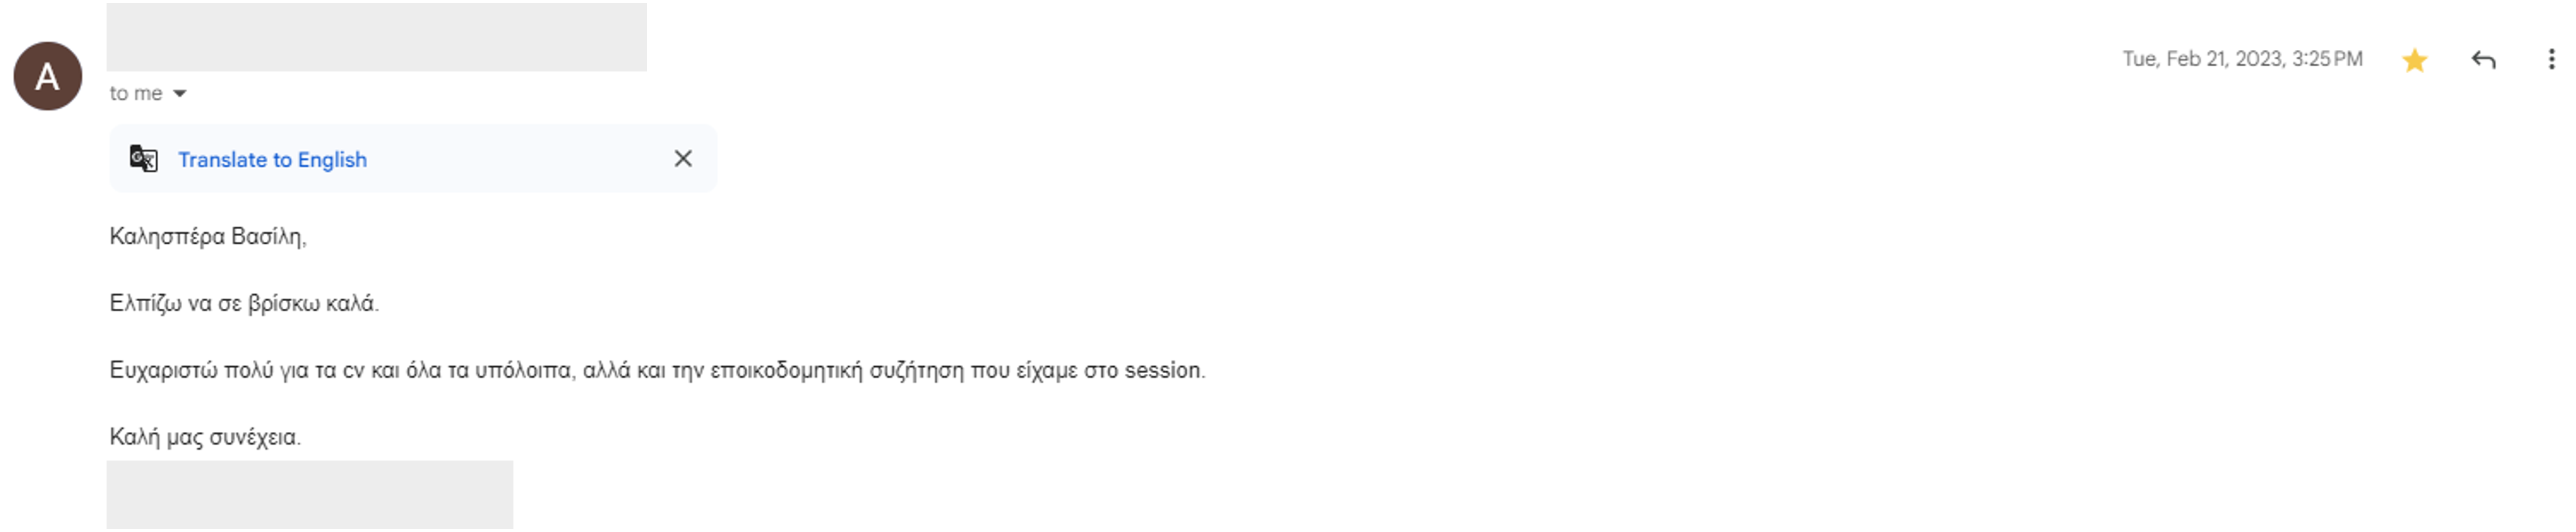 A
Tue, Feb 21, 2023, 3:25 PM
to me
Translate to English
Καλησπέρα Βασίλη,
Ελπίζω να σε βρίσκω καλά.
Ευχαριστώ πολύ για τα cv και όλα τα υπόλοιπα, αλλά και την εποικοδομητική συζήτηση που είχαμε στο session.
Καλή μας συνέχεια.